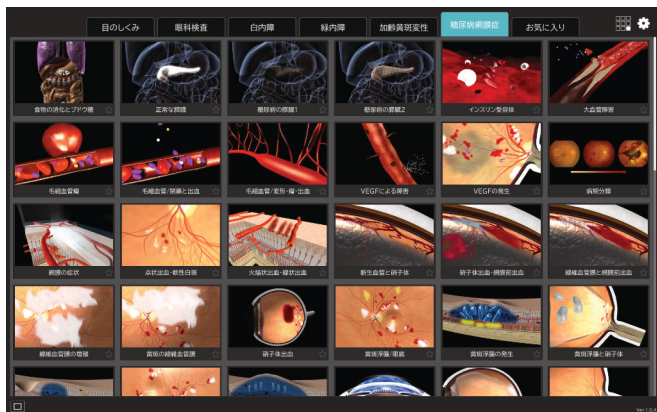 目のしくみ
眼科検査
白内障
緑内障
加齢黄斑変性
糖尿病網膜症
お気に入り
食物の消化とブドウ糖
正常な膵臓
糖尿病の膵臓1
糖尿病の膵臓2
インスリン受容体
大血管障害
毛細血管瘤
毛細血管/閉塞と出血
毛細血管/変形・瘤・出血
VEGFによる障害
VEGFの発生
病期分類
網膜の症状
点状出血・軟性白斑
火焔状出血・線状出血
新生血管と硝子体
硝子体出血・網膜前出血
線維血管膜と網膜前出血
線維血管膜の増殖
黄斑の線維血管膜
硝子体出血
黄斑浮腫/眼底
黄斑浮腫の発生
黄斑浮腫と硝子体
Ver.1.5.4